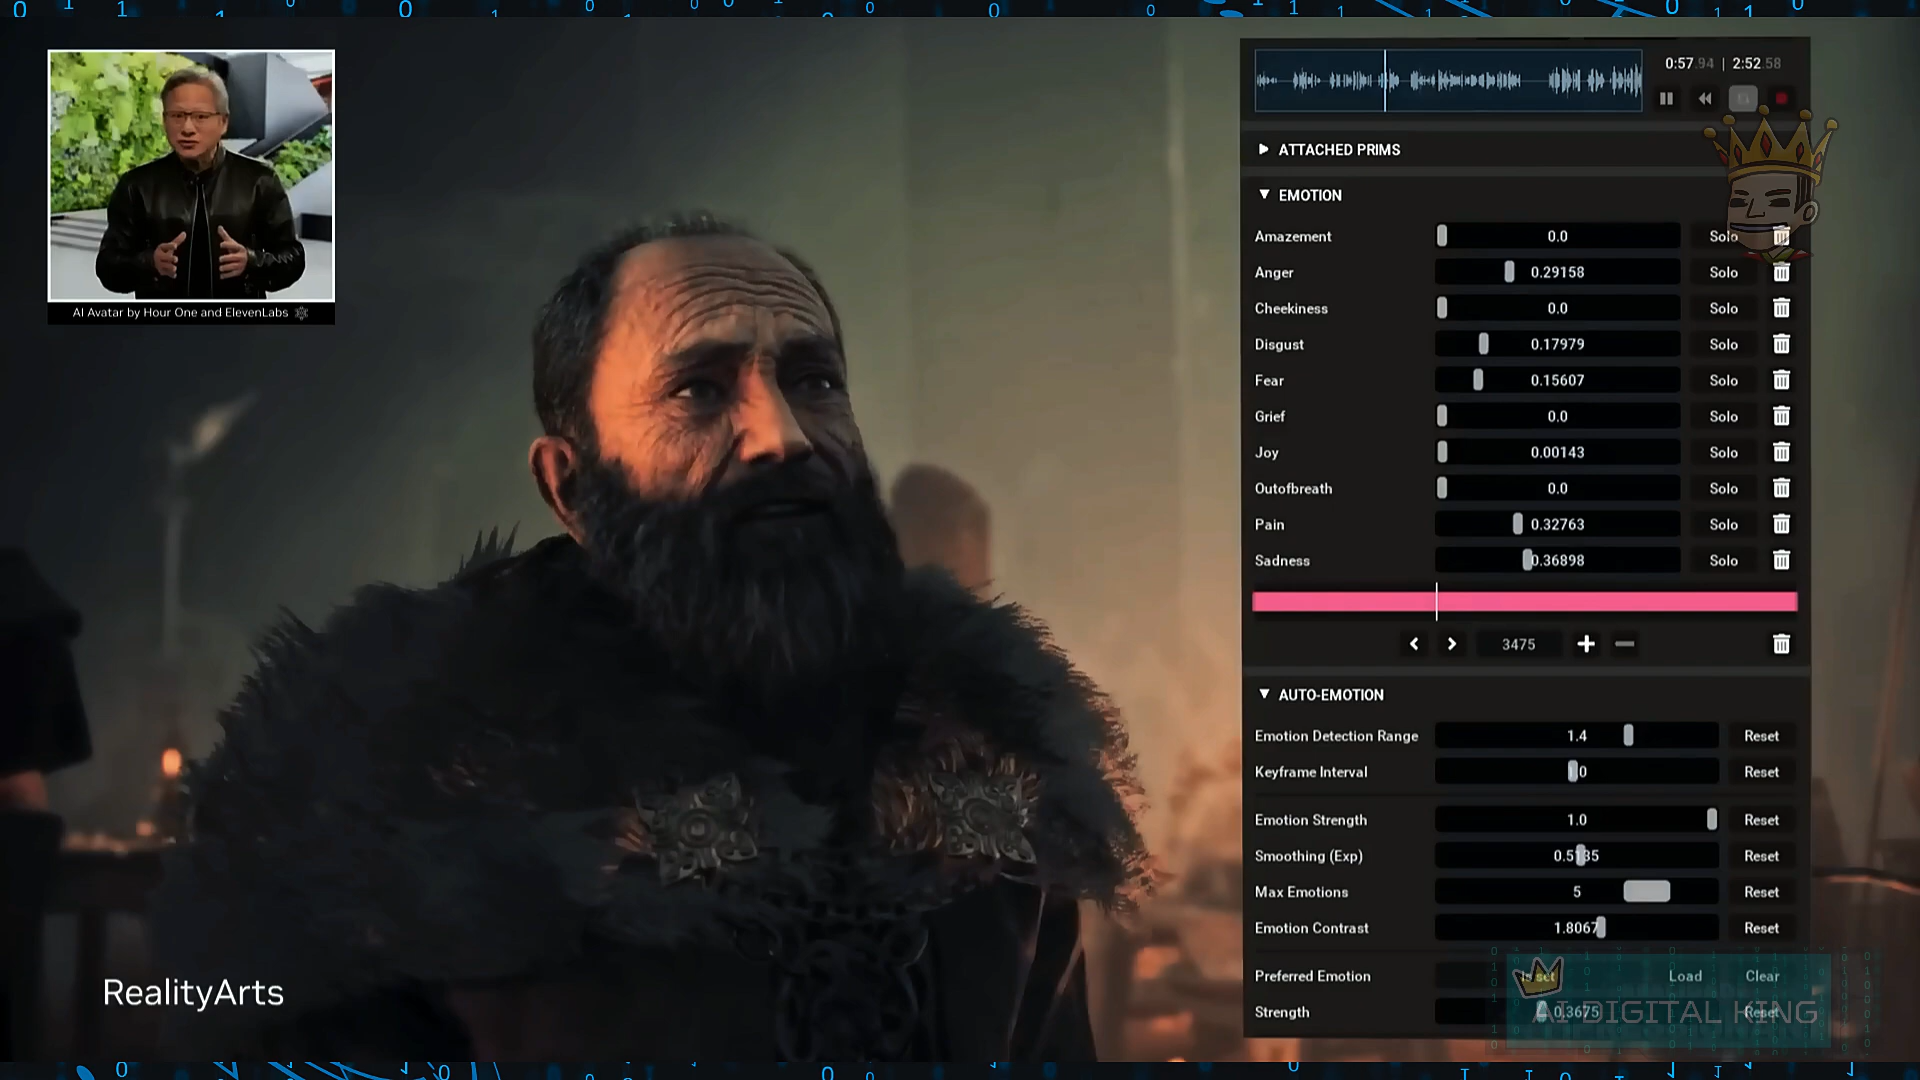 AI Avatar by Hour One and ElevenLabs
RealityArts
0:57.94 | 2:52.58
ATTACHED PRIMS
EMOTION
Amazement 0.0 Solo
Anger 0.29158 Solo
Cheekiness 0.0 Solo
Disgust 0.17979 Solo
Fear 0.15607 Solo
Grief 0.0 Solo
Joy 0.00143 Solo
Outofbreath 0.0 Solo
Pain 0.32763 Solo
Sadness 0.36898 Solo
3475
AUTO-EMOTION
Emotion Detection Range 1.4 Reset
Keyframe Interval Reset
Emotion Strength 1.0 Reset
Smoothing (Exp) Reset
Max Emotions 5 Reset
Emotion Contrast 1.8067 Reset
Preferred Emotion Load Clear
Strength 0.3675 Reset
AI DIGITAL KING